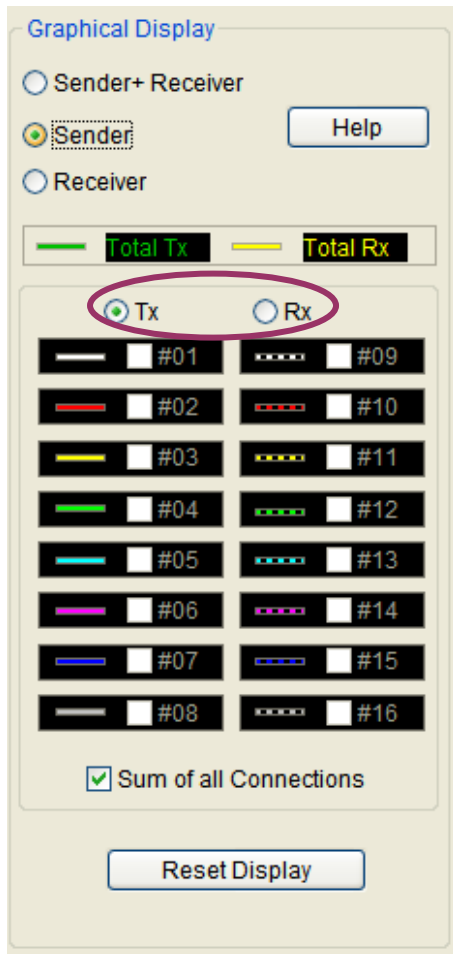 Graphical Display
Sender+ Receiver
Sender
Help
Receiver
Total Tx Total Rx
Tx Rx
#01 #09
#02 #10
#03 #11
#04 #12
#05 #13
#06 #14
#07 #15
#08 #16
Sum of all Connections
Reset Display